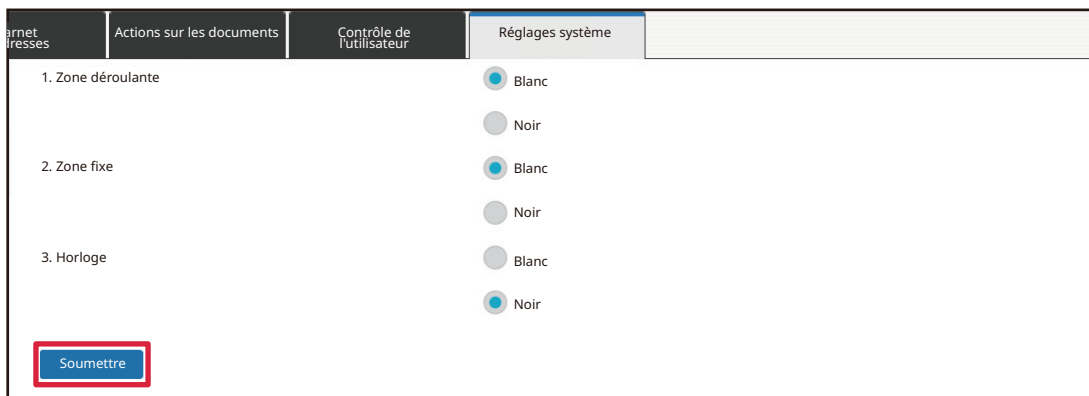 arnet
dresses
Actions sur les documents
Contrôle de
l'utilisateur
Réglages système
1. Zone déroulante
Blanc
Noir
2. Zone fixe
Blanc
Noir
3. Horloge
Blanc
Noir
Soumettre